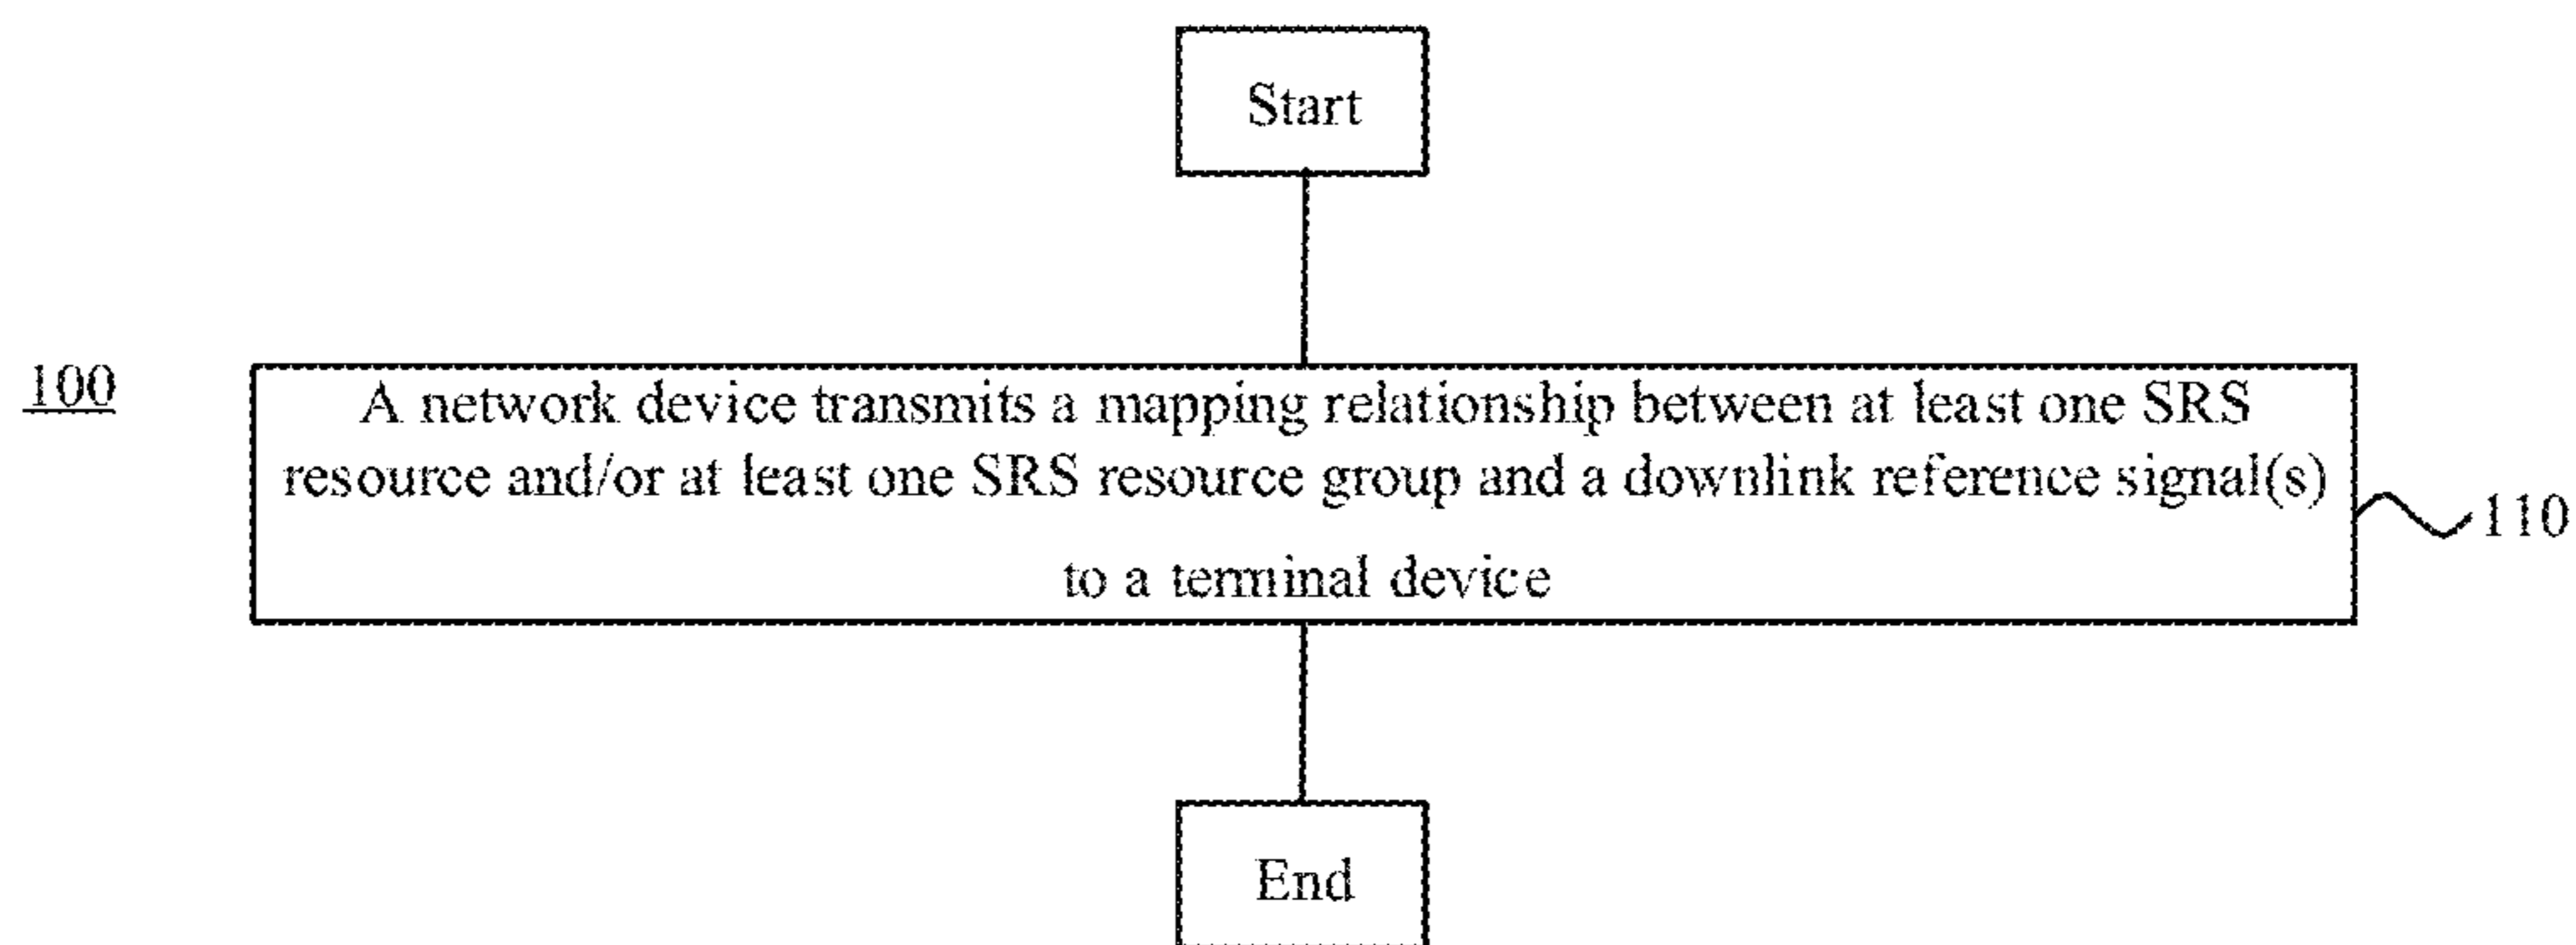 Start
100
A network device transmits a mapping relationship between at least one SRS
resource and/or at least one SRS resource group and a downlink reference signal(s)
to a terminal device
110
End